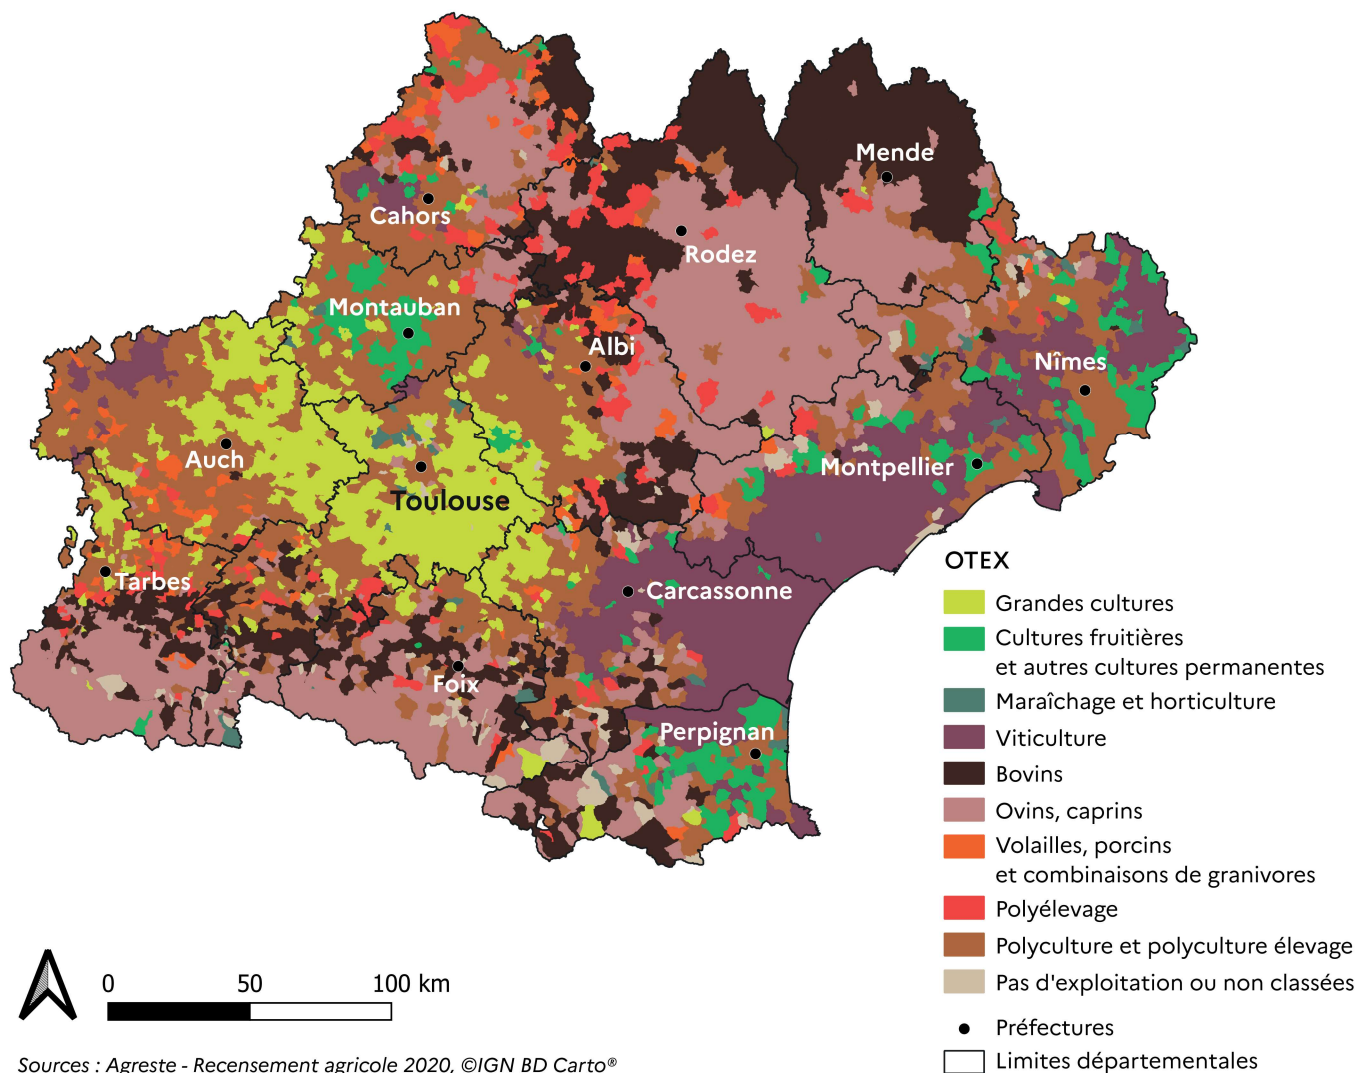 Mende
Cahors
Rodez
Montauban
Albi
Nîmes
Auch
Montpellier
Toulouse
Tarbes
Carcassonne
Foix
Perpignan
OTEX
Grandes cultures
Cultures fruitières
et autres cultures permanentes
Maraîchage et horticulture
Viticulture
Bovins
Ovins, caprins
Volailles, porcins
et combinaisons de granivores
Polyélevage
Polyculture et polyculture élevage
Pas d'exploitation ou non classées
Préfectures
Limites départementales
0 50 100 km
Sources : Agreste - Recensement agricole 2020, ©IGN BD Carto®